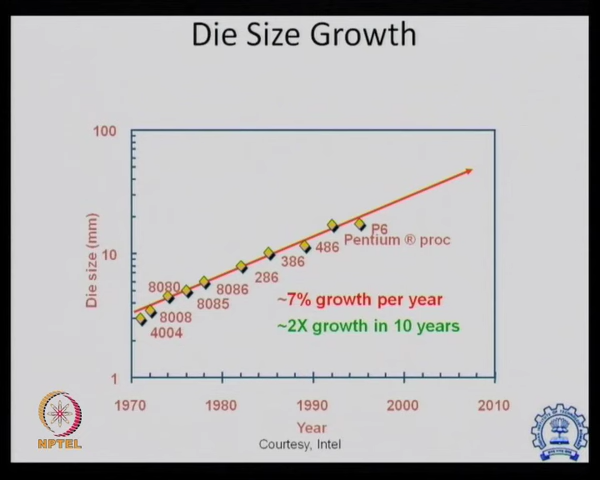 Die Size Growth
100
10
1
Die size (mm)
4004
8008
8080
8085
8086
286
386
486
Pentium ® proc
P6
~7% growth per year
~2X growth in 10 years
1970
1980
1990
2000
2010
Year
Courtesy, Intel
NPTEL